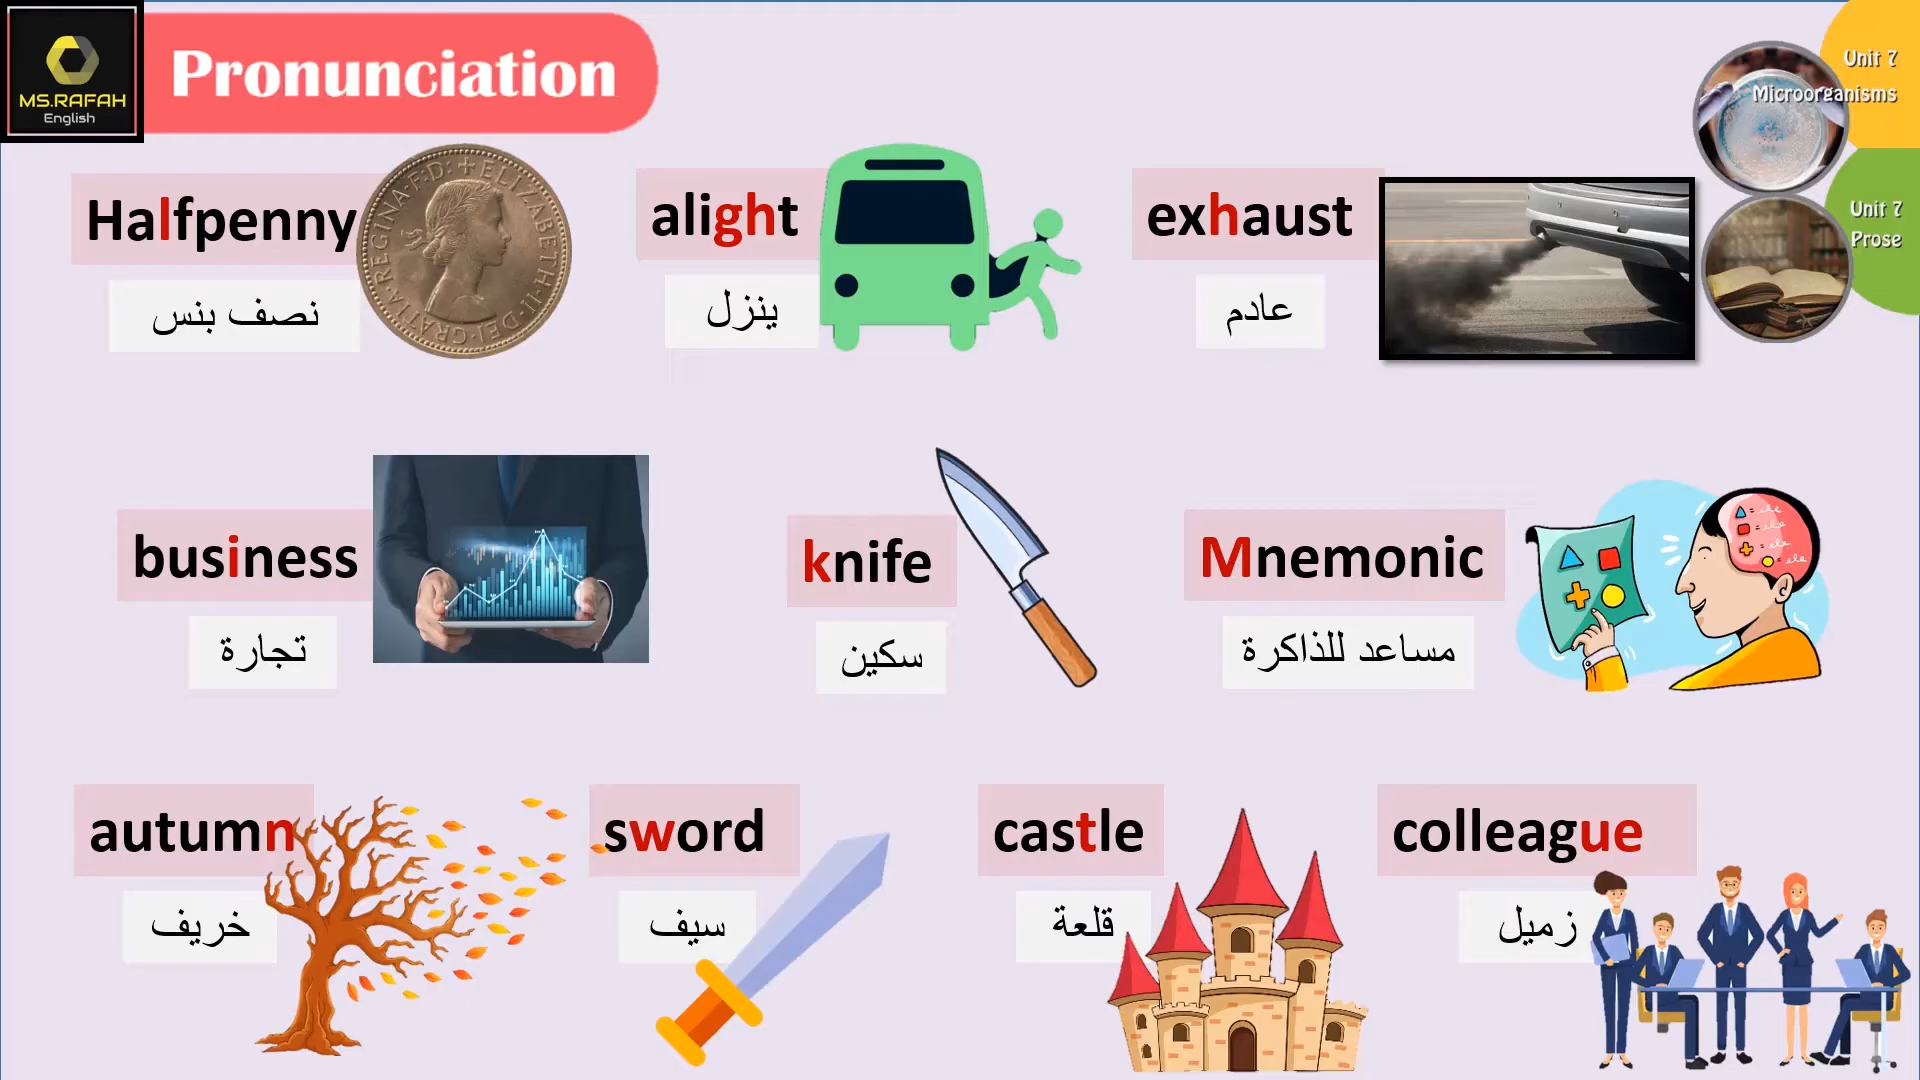 MS.RAFAH
English
Pronunciation
Unit 7
Microorganisms
Unit 7
Prose
Halfpenny
نصف بنس
alight
ينزل
exhaust
عادم
business
تجارة
knife
سكين
Mnemonic
مساعد للذاكرة
autumn
خريف
sword
سيف
castle
قلعة
colleague
زميل